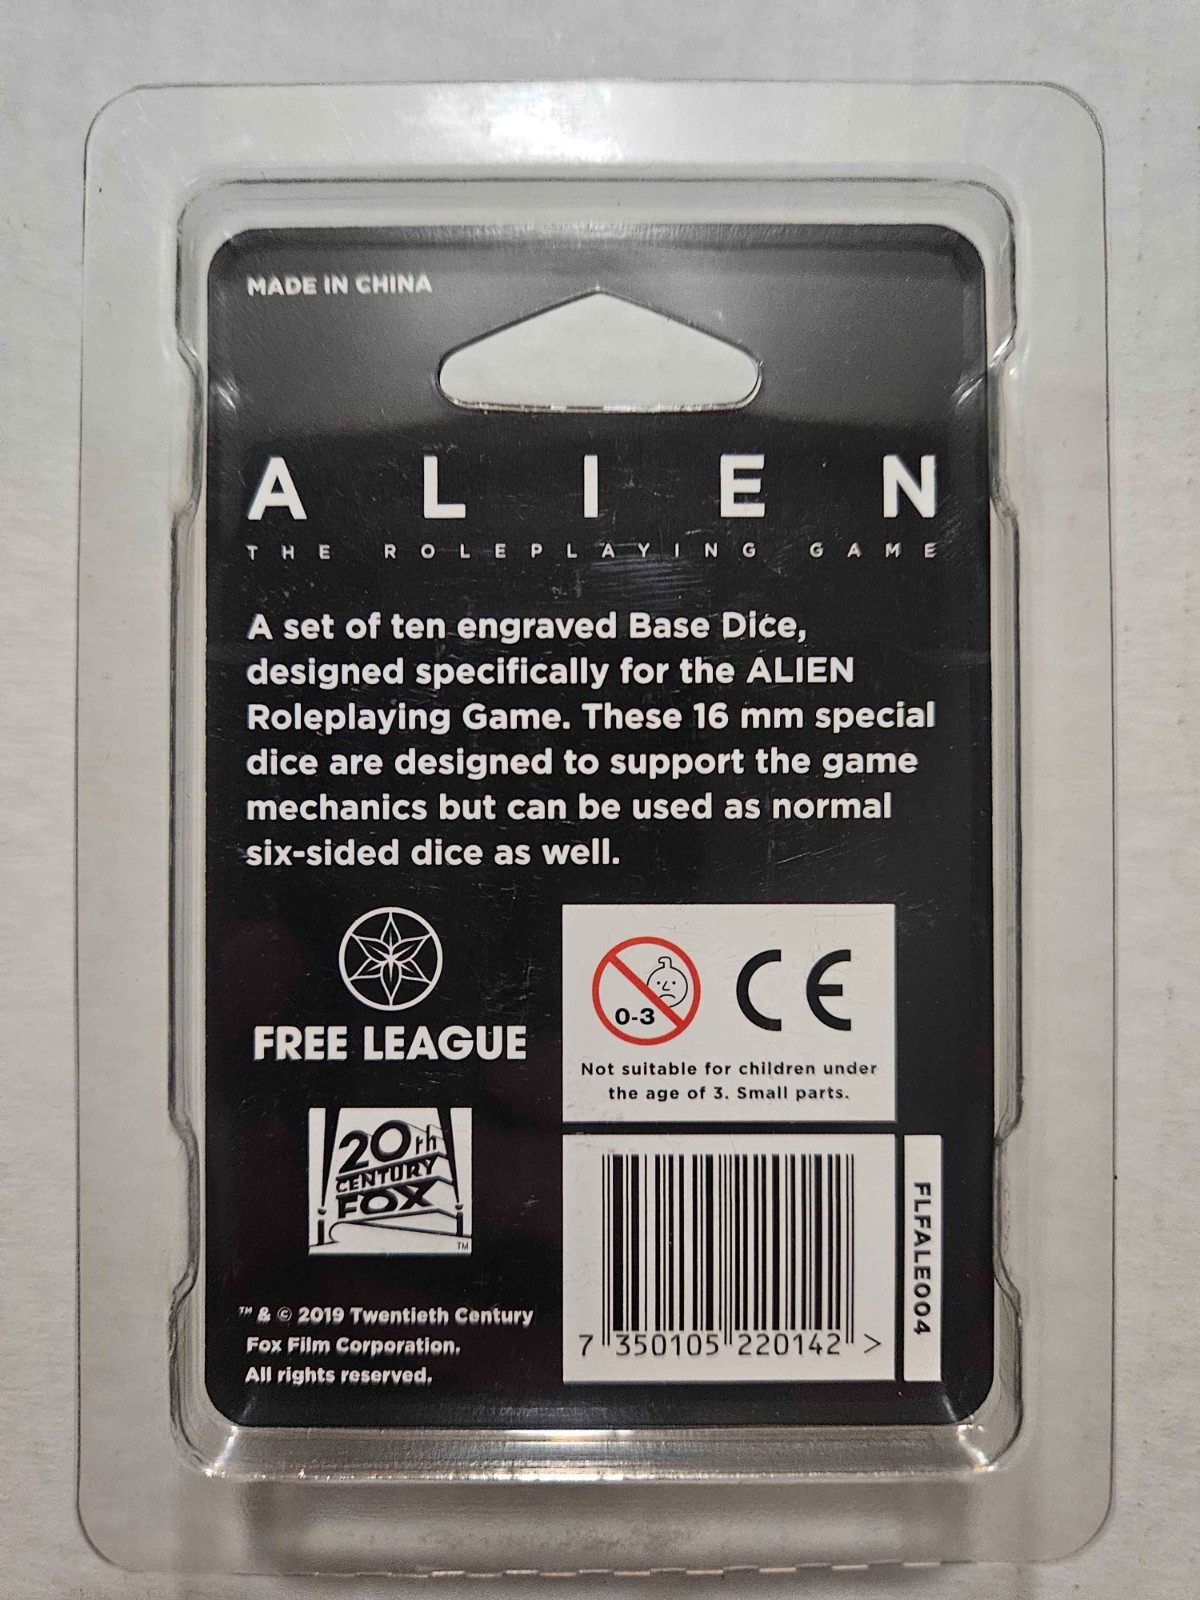 MADE IN CHINA
ALIEN
THE ROLEPLAYING GAME
A set of ten engraved Base Dice,
designed specifically for the ALIEN
Roleplaying Game. These 16 mm special
dice are designed to support the game
mechanics but can be used as normal
six-sided dice as well.
FREE LEAGUE
0-3
CE
Not suitable for children under
the age of 3. Small parts.
20th
CENTURY
FOX
TM
7 350105 220142 >
FLFALE004
™ & © 2019 Twentieth Century
Fox Film Corporation.
All rights reserved.